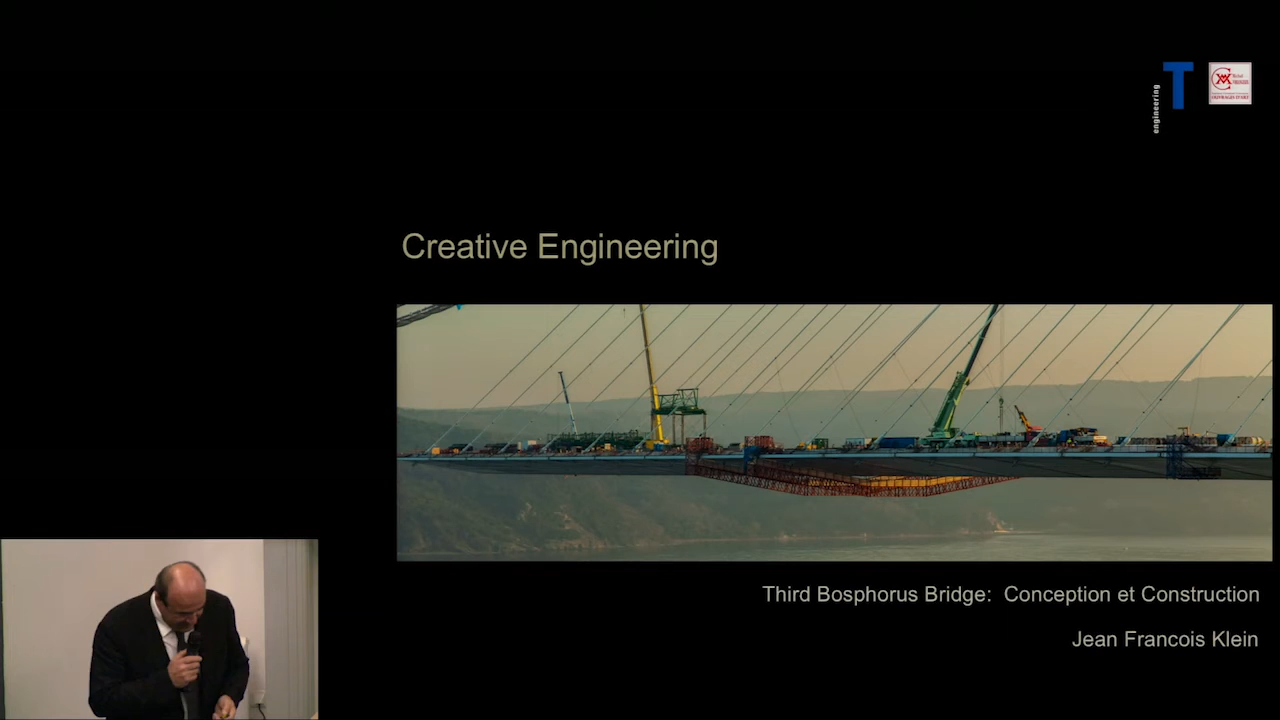 engineering
T
Creative Engineering
Third Bosphorus Bridge: Conception et Construction
Jean Francois Klein